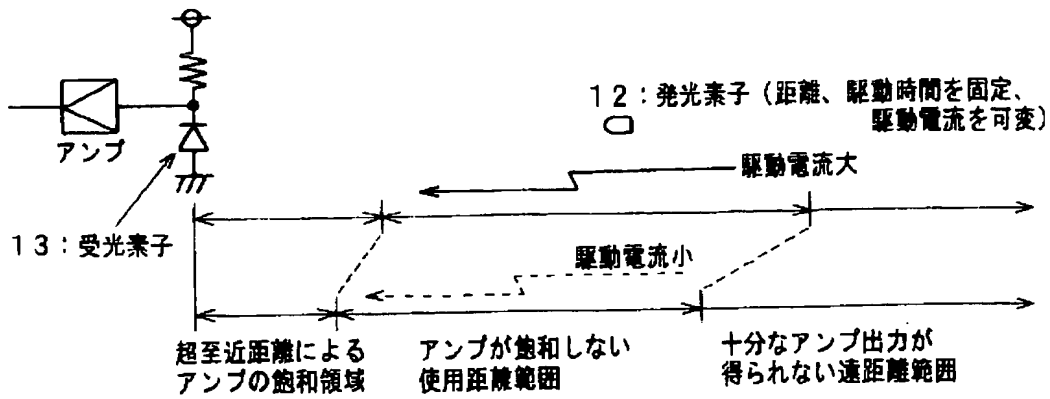 アンプ
12：発光素子（距離、駆動時間を固定、
駆動電流を可変）
駆動電流大
13：受光素子
駆動電流小
超至近距離による
アンプの飽和領域
アンプが飽和しない
使用距離範囲
十分なアンプ出力が
得られない遠距離範囲